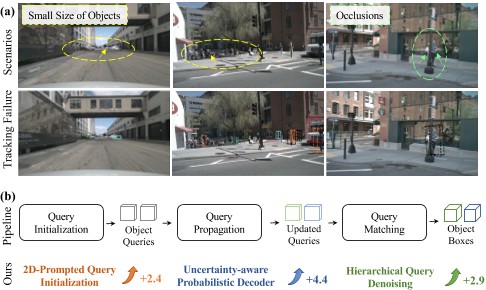 (a)
Small Size of Objects
Occlusions
Scenarios
Tracking Failure
(b)
Pipeline
Query
Initialization
Object
Queries
Query
Propagation
Updated
Queries
Query
Matching
Object
Boxes
Ours
2D-Prompted Query
Initialization
+2.4
Uncertainty-aware
Probabilistic Decoder
+4.4
Hierarchical Query
Denoising
+2.9